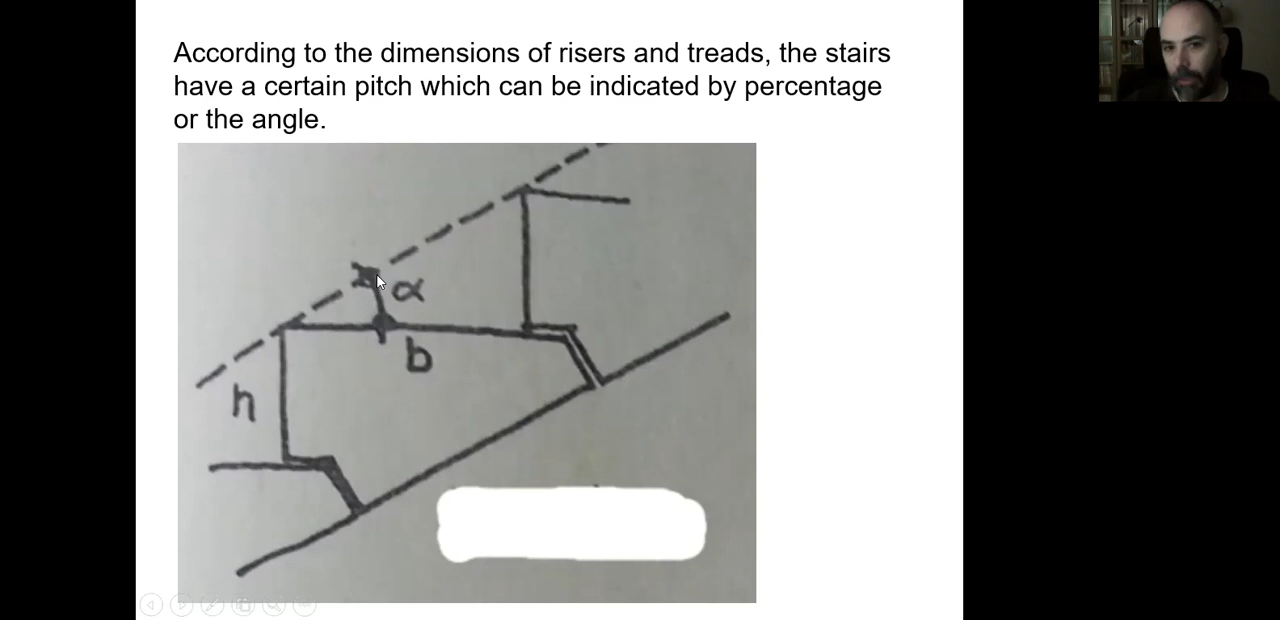 According to the dimensions of risers and treads, the stairs
have a certain pitch which can be indicated by percentage
or the angle.
α
b
h